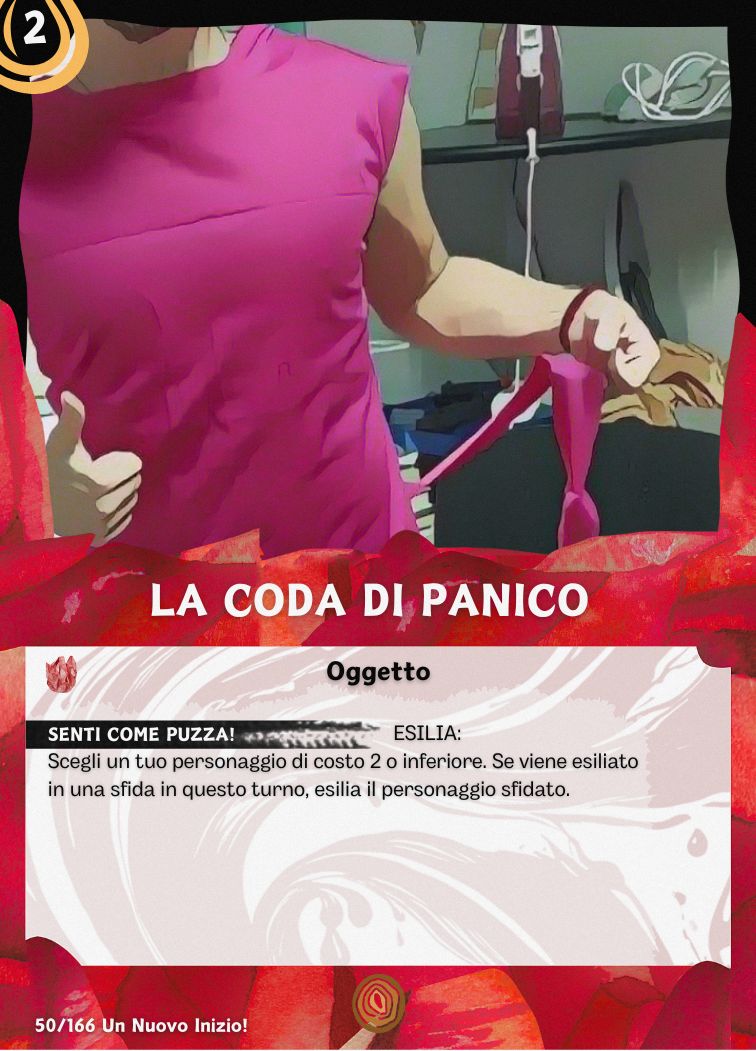 2
LA CODA DI PANICO
Oggetto
SENTI COME PUZZA! ESILIA:
Scegli un tuo personaggio di costo 2 o inferiore. Se viene esiliato
in una sfida in questo turno, esilia il personaggio sfidato.
50/166 Un Nuovo Inizio!